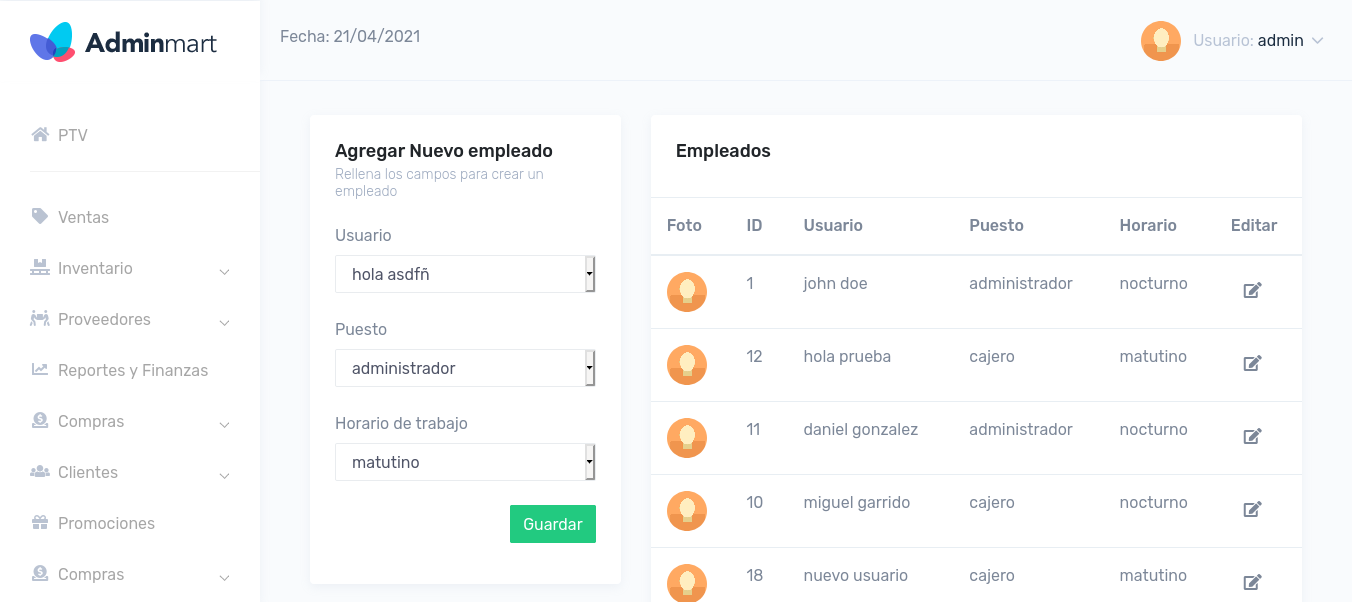 Adminmart
Fecha: 21/04/2021
Usuario: admin
PTV
Ventas
Inventario
Proveedores
Reportes y Finanzas
Compras
Clientes
Promociones
Compras
Agregar Nuevo empleado
Rellena los campos para crear un
empleado
Usuario
hola asdfñ
Puesto
administrador
Horario de trabajo
matutino
Guardar
Empleados
Foto ID Usuario Puesto Horario Editar
1 john doe administrador nocturno
12 hola prueba cajero matutino
11 daniel gonzalez administrador nocturno
10 miguel garrido cajero nocturno
18 nuevo usuario cajero matutino